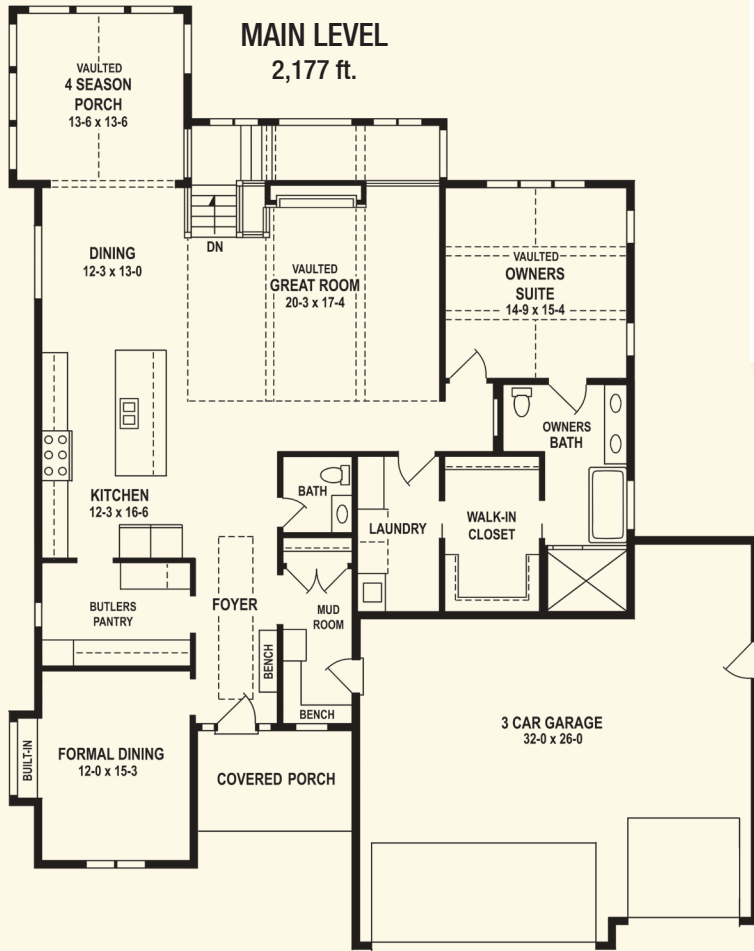 MAIN LEVEL
2,177 ft.
VAULTED
4 SEASON
PORCH
13-6 x 13-6
DINING
12-3 x 13-0
DN
VAULTED
GREAT ROOM
20-3 x 17-4
VAULTED
OWNERS
SUITE
14-9 x 15-4
OWNERS
BATH
KITCHEN
12-3 x 16-6
BATH
LAUNDRY
WALK-IN
CLOSET
BUTLERS
PANTRY
FOYER
MUD
ROOM
BENCH
BENCH
BUILT-IN
FORMAL DINING
12-0 x 15-3
COVERED PORCH
3 CAR GARAGE
32-0 x 26-0